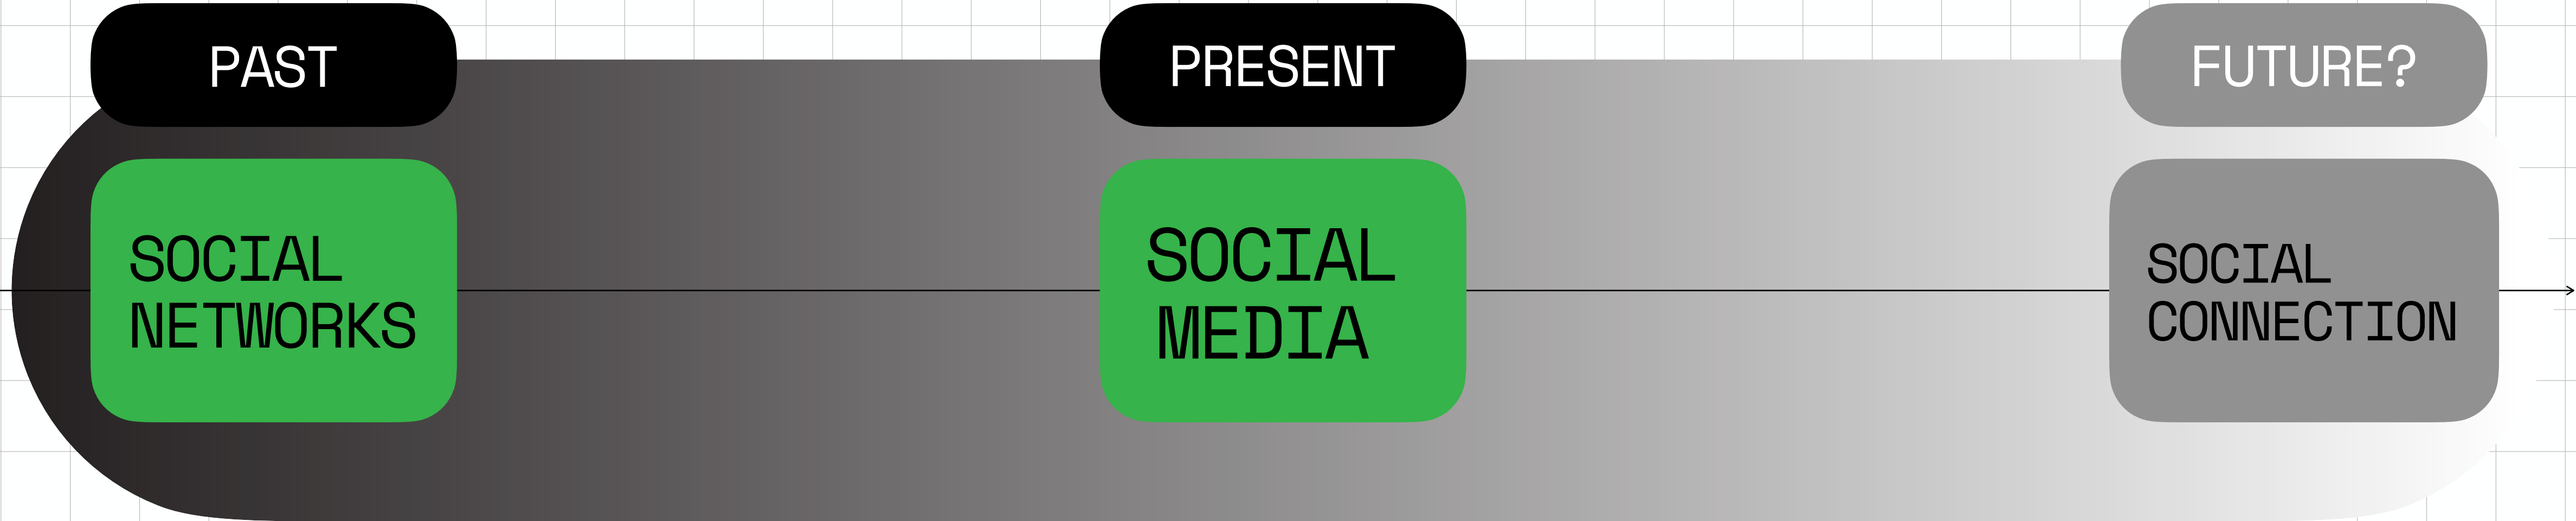 PAST
PRESENT
FUTURE?
SOCIAL
NETWORKS
SOCIAL
MEDIA
SOCIAL
CONNECTION